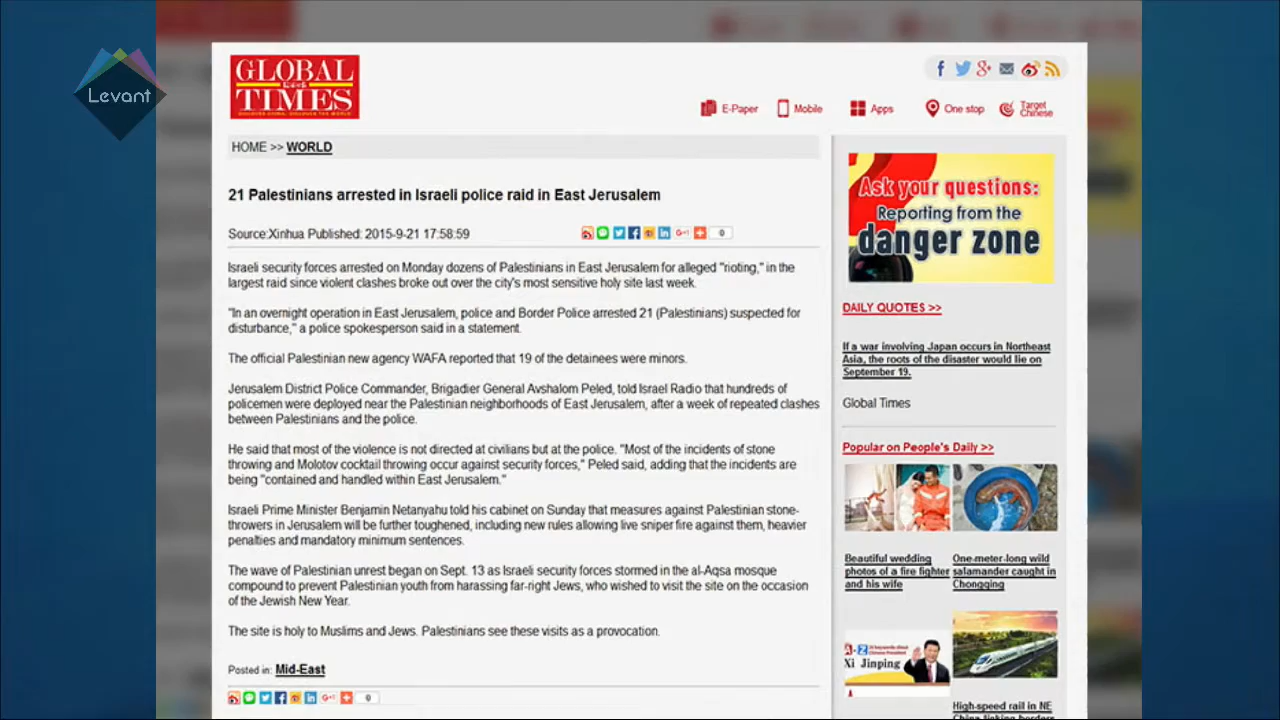 Levant
GLOBAL
TIMES
E-Paper
Mobile
Apps
One stop
Target
Chinese
HOME >> WORLD
21 Palestinians arrested in Israeli police raid in East Jerusalem
Source:Xinhua Published: 2015-9-21 17:58:59
0
Israeli security forces arrested on Monday dozens of Palestinians in East Jerusalem for alleged "rioting," in the
largest raid since violent clashes broke out over the city's most sensitive holy site last week.
"In an overnight operation in East Jerusalem, police and Border Police arrested 21 (Palestinians) suspected for
disturbance," a police spokesperson said in a statement.
The official Palestinian new agency WAFA reported that 19 of the detainees were minors.
Jerusalem District Police Commander, Brigadier General Avshalom Peled, told Israel Radio that hundreds of
policemen were deployed near the Palestinian neighborhoods of East Jerusalem, after a week of repeated clashes
between Palestinians and the police.
He said that most of the violence is not directed at civilians but at the police. "Most of the incidents of stone
throwing and Molotov cocktail throwing occur against security forces," Peled said, adding that the incidents are
being "contained and handled within East Jerusalem."
Israeli Prime Minister Benjamin Netanyahu told his cabinet on Sunday that measures against Palestinian stone-
throwers in Jerusalem will be further toughened, including new rules allowing live sniper fire against them, heavier
penalties and mandatory minimum sentences.
The wave of Palestinian unrest began on Sept. 13 as Israeli security forces stormed in the al-Aqsa mosque
compound to prevent Palestinian youth from harassing far-right Jews, who wished to visit the site on the occasion
of the Jewish New Year.
The site is holy to Muslims and Jews. Palestinians see these visits as a provocation.
Posted in: Mid-East
0
Ask your questions:
Reporting from the
danger zone
DAILY QUOTES >>
If a war involving Japan occurs in Northeast
Asia, the roots of the disaster would lie on
September 19.
Global Times
Popular on People's Daily >>
Beautiful wedding
photos of a fire fighter
and his wife
One-meter-long wild
salamander caught in
Chongqing
Xi Jinping
High-speed rail in NE
China linking borders